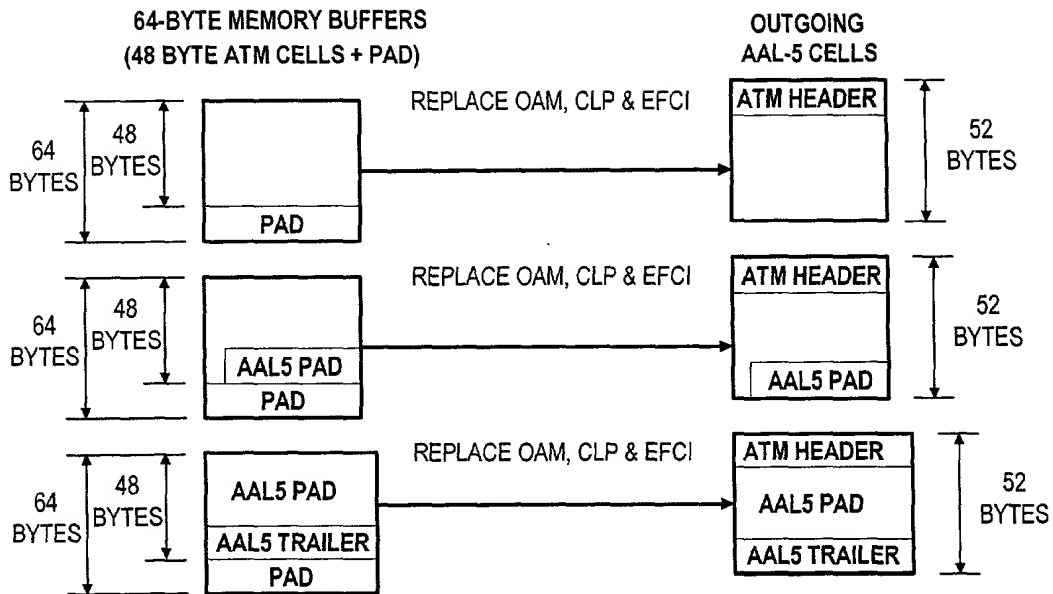 64-BYTE MEMORY BUFFERS
(48 BYTE ATM CELLS + PAD)
OUTGOING
AAL-5 CELLS
REPLACE OAM, CLP & EFCI
64
BYTES
48
BYTES
PAD
ATM HEADER
52
BYTES
REPLACE OAM, CLP & EFCI
64
BYTES
48
BYTES
AAL5 PAD
PAD
ATM HEADER
AAL5 PAD
52
BYTES
REPLACE OAM, CLP & EFCI
64
BYTES
48
BYTES
AAL5 PAD
AAL5 TRAILER
PAD
ATM HEADER
AAL5 PAD
AAL5 TRAILER
52
BYTES